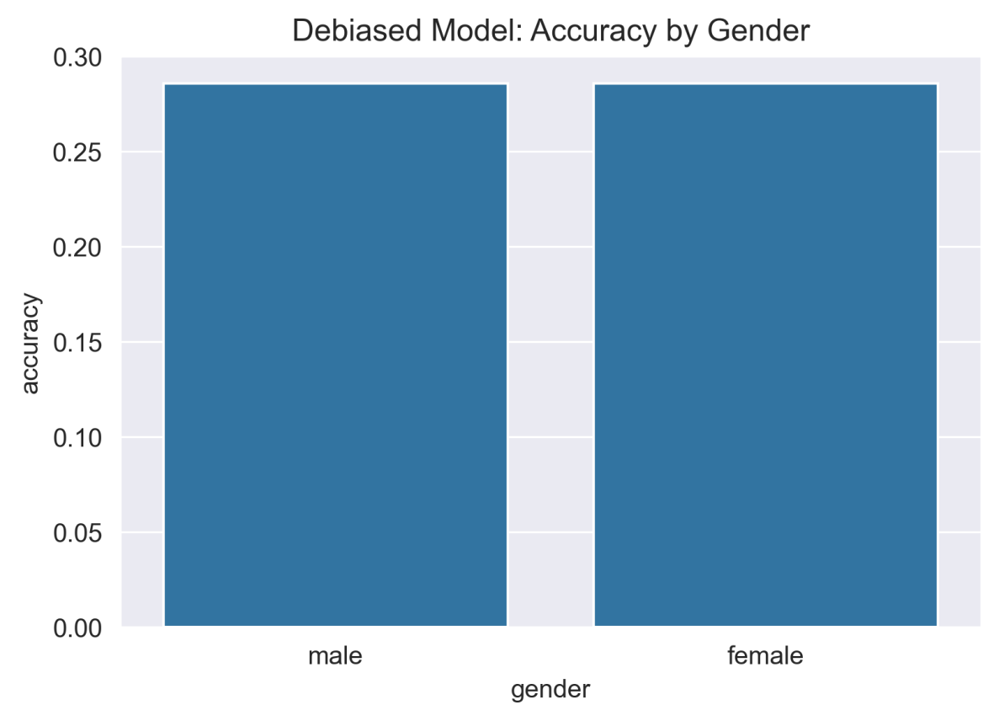 Debiased Model: Accuracy by Gender
0.30
0.25
0.20
0.15
0.10
0.05
0.00
accuracy
male female
gender